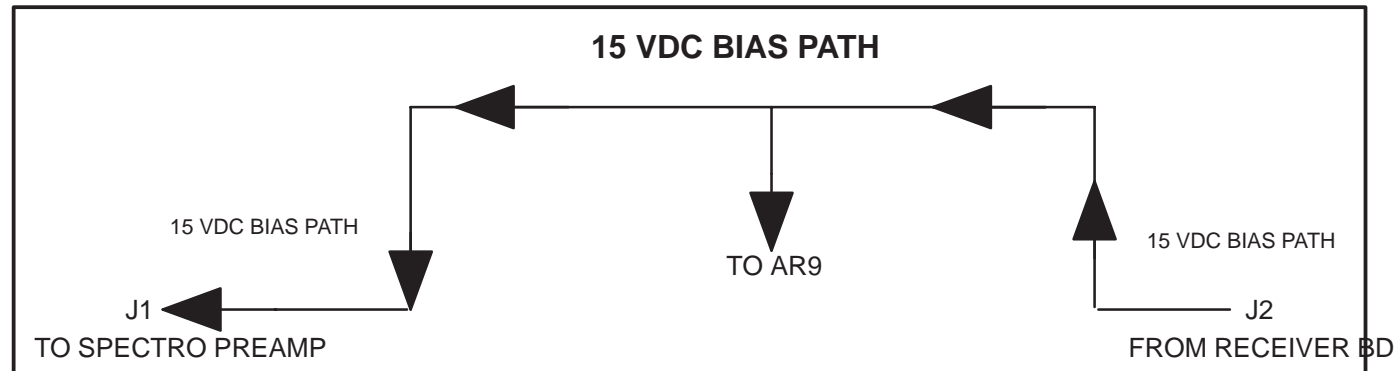 15 VDC BIAS PATH
15 VDC BIAS PATH
TO AR9
15 VDC BIAS PATH
J1
TO SPECTRO PREAMP
J2
FROM RECEIVER BD